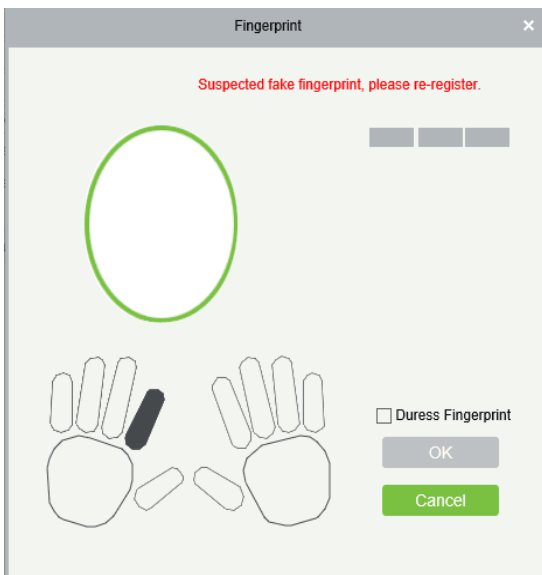 Fingerprint ×
Suspected fake fingerprint, please re-register.
Duress Fingerprint
OK
Cancel